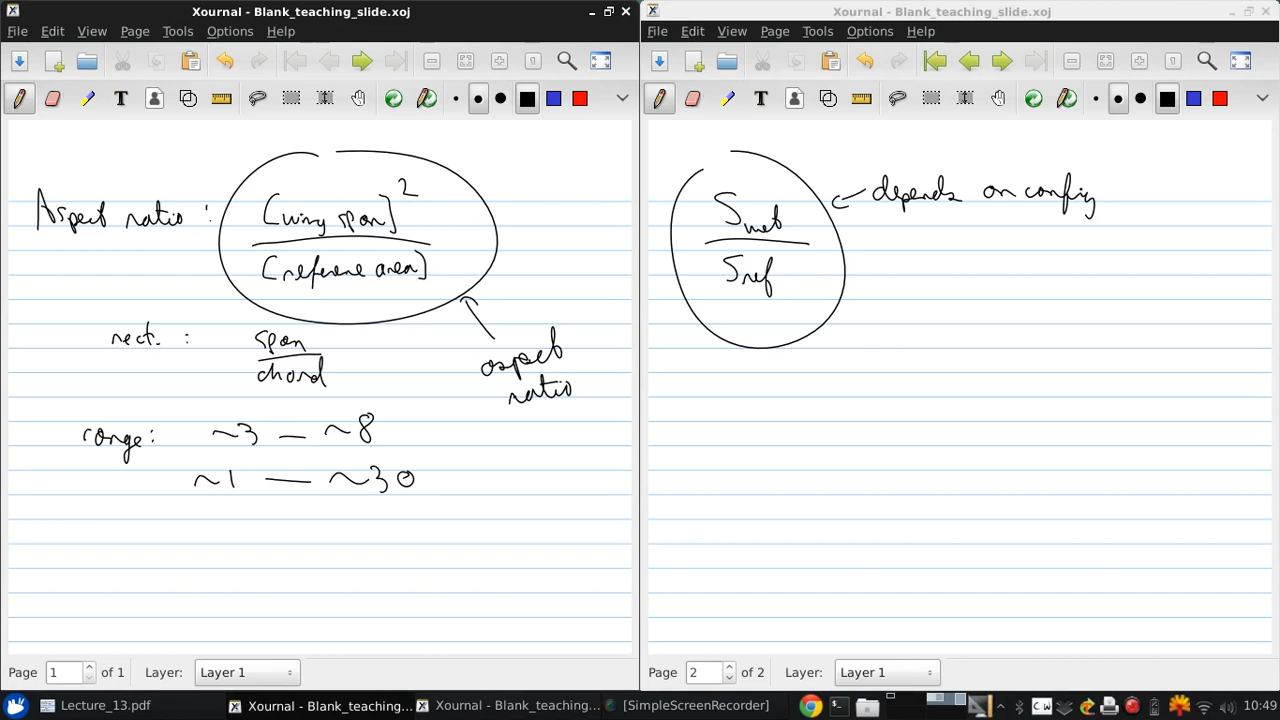 Xournal - Blank_teaching_slide.xoj
File Edit View Page Tools Options Help
Aspect ratio : [wing span]²
[reference area]
rect. : span
chord
aspect
ratio
range: ~3 — ~8
~1 — ~30
Page 1 of 1 Layer: Layer 1
Xournal - Blank_teaching_slide.xoj
File Edit View Page Tools Options Help
Swet
Sref
depends on config
Page 2 of 2 Layer: Layer 1
Lecture_13.pdf Xournal - Blank_teaching_... Xournal - Blank_teaching_... [SimpleScreenRecorder] 10:49